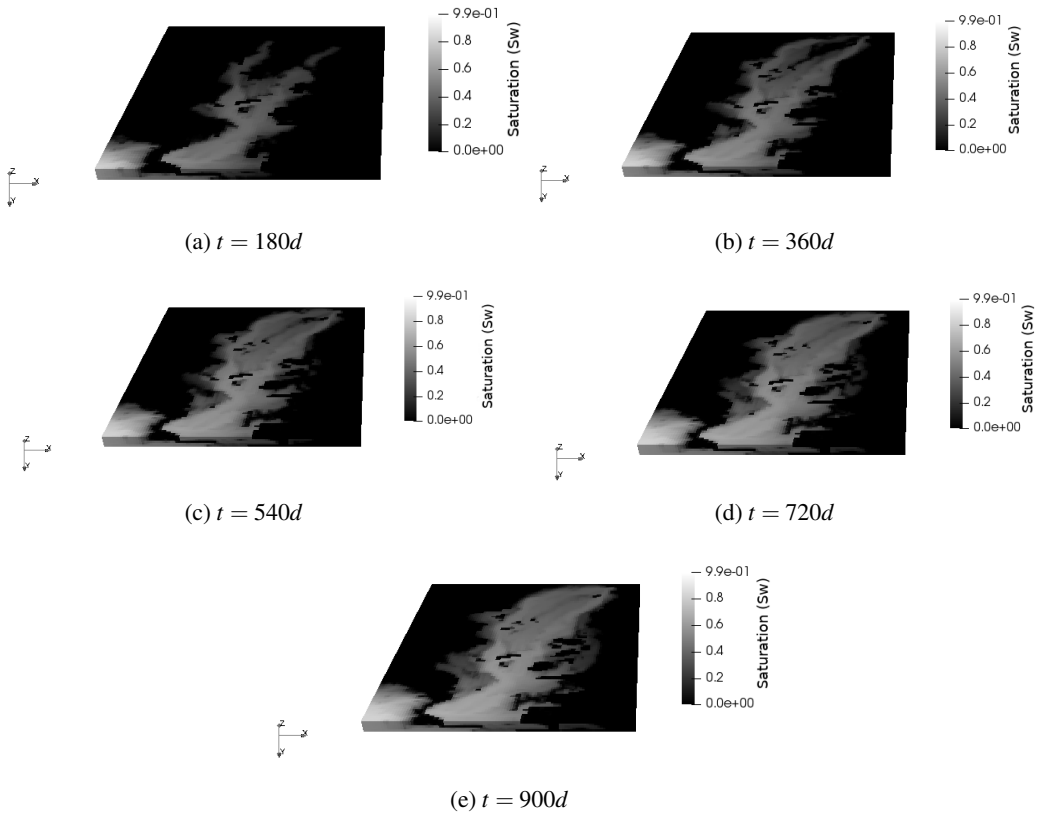 9.9e-01
0.8
0.6
0.4
0.2
0.0e+00
Saturation (Sw)
Z
X
Y
(a) t = 180d
9.9e-01
0.8
0.6
0.4
0.2
0.0e+00
Saturation (Sw)
Z
X
Y
(b) t = 360d
9.9e-01
0.8
0.6
0.4
0.2
0.0e+00
Saturation (Sw)
Z
X
Y
(c) t = 540d
9.9e-01
0.8
0.6
0.4
0.2
0.0e+00
Saturation (Sw)
Z
X
Y
(d) t = 720d
9.9e-01
0.8
0.6
0.4
0.2
0.0e+00
Saturation (Sw)
Z
X
Y
(e) t = 900d